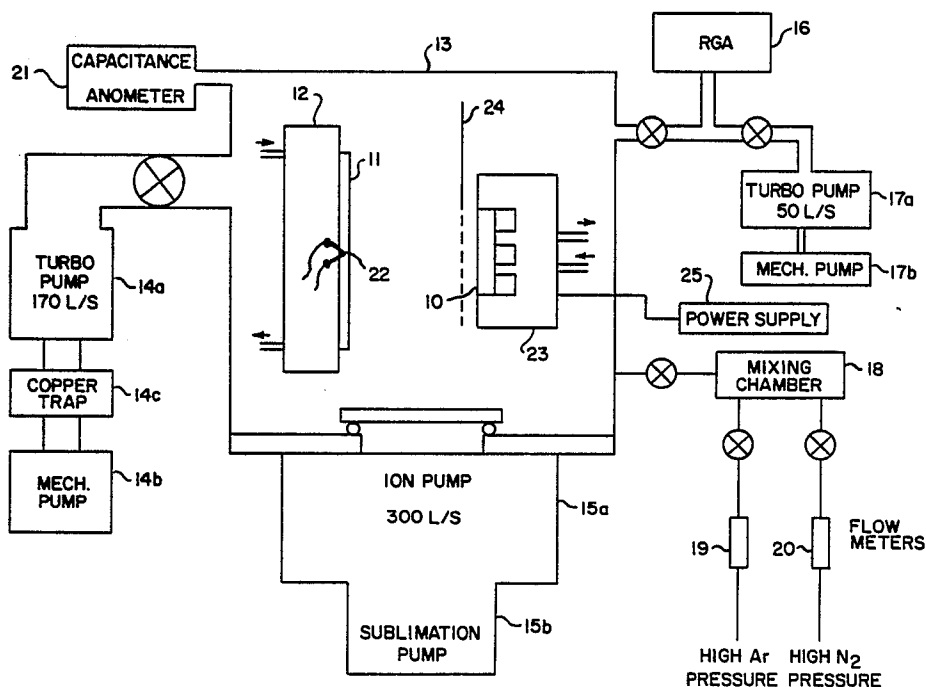 CAPACITANCE
ANOMETER
21
13
RGA
16
12
11
24
22
10
23
TURBO PUMP
50 L/S
17a
MECH. PUMP
17b
25
POWER SUPPLY
TURBO
PUMP
170 L/S
14a
COPPER
TRAP
14c
MECH.
PUMP
14b
MIXING
CHAMBER
18
ION PUMP
300 L/S
15a
SUBLIMATION
PUMP
15b
19
20
FLOW
METERS
HIGH Ar
PRESSURE
HIGH N2
PRESSURE